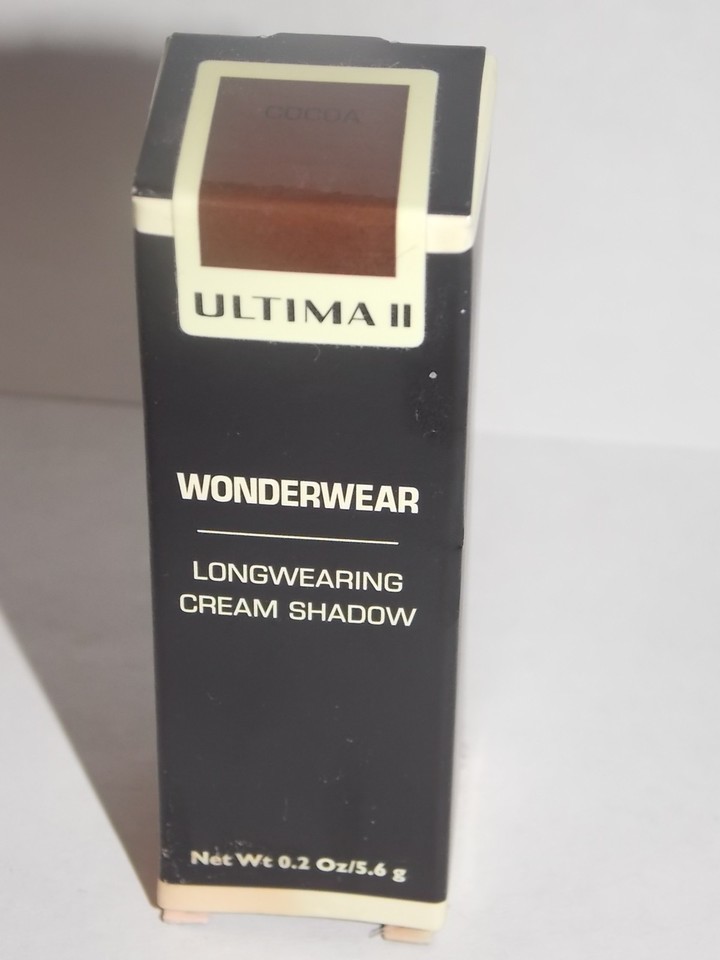 COCOA
ULTIMA II
WONDERWEAR
LONGWEARING
CREAM SHADOW
Net Wt 0.2 Oz/5.6 g